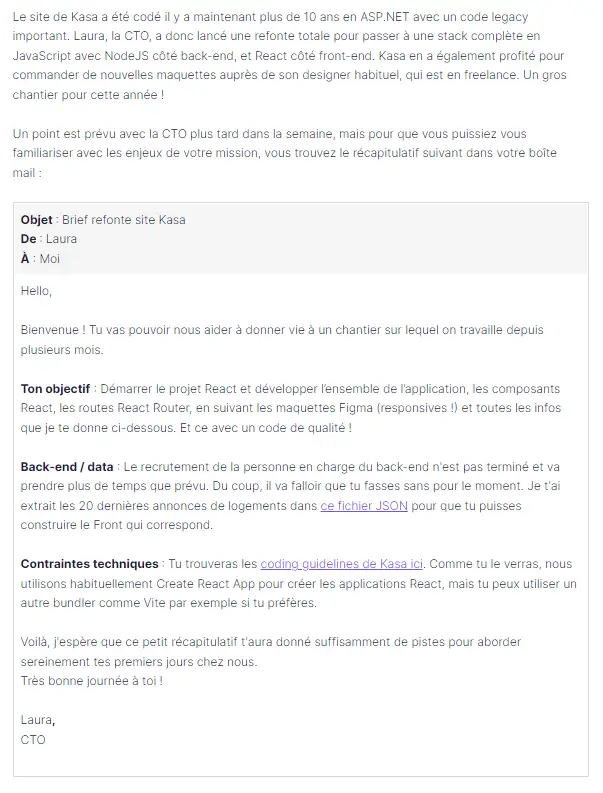 Le site de Kasa a été codé il y a maintenant plus de 10 ans en ASP.NET avec un code legacy
important. Laura, la CTO, a donc lancé une refonte totale pour passer à une stack complète en
JavaScript avec NodeJS côté back-end, et React côté front-end. Kasa en a également profité pour
commander de nouvelles maquettes auprès de son designer habituel, qui est en freelance. Un gros
chantier pour cette année !
Un point est prévu avec la CTO plus tard dans la semaine, mais pour que vous puissiez vous
familiariser avec les enjeux de votre mission, vous trouvez le récapitulatif suivant dans votre boîte
mail :
Objet : Brief refonte site Kasa
De : Laura
À : Moi
Hello,
Bienvenue ! Tu vas pouvoir nous aider à donner vie à un chantier sur lequel on travaille depuis
plusieurs mois.
Ton objectif : Démarrer le projet React et développer l'ensemble de l'application, les composants
React, les routes React Router, en suivant les maquettes Figma (responsives !) et toutes les infos
que je te donne ci-dessous. Et ce avec un code de qualité !
Back-end / data : Le recrutement de la personne en charge du back-end n'est pas terminé et va
prendre plus de temps que prévu. Du coup, il va falloir que tu fasses sans pour le moment. Je t'ai
extrait les 20 dernières annonces de logements dans ce fichier JSON pour que tu puisses
construire le Front qui correspond.
Contraintes techniques : Tu trouveras les coding guidelines de Kasa ici. Comme tu le verras, nous
utilisons habituellement Create React App pour créer les applications React, mais tu peux utiliser un
autre bundler comme Vite par exemple si tu préfères.
Voilà, j'espère que ce petit récapitulatif t'aura donné suffisamment de pistes pour aborder
sereinement tes premiers jours chez nous.
Très bonne journée à toi !
Laura,
CTO